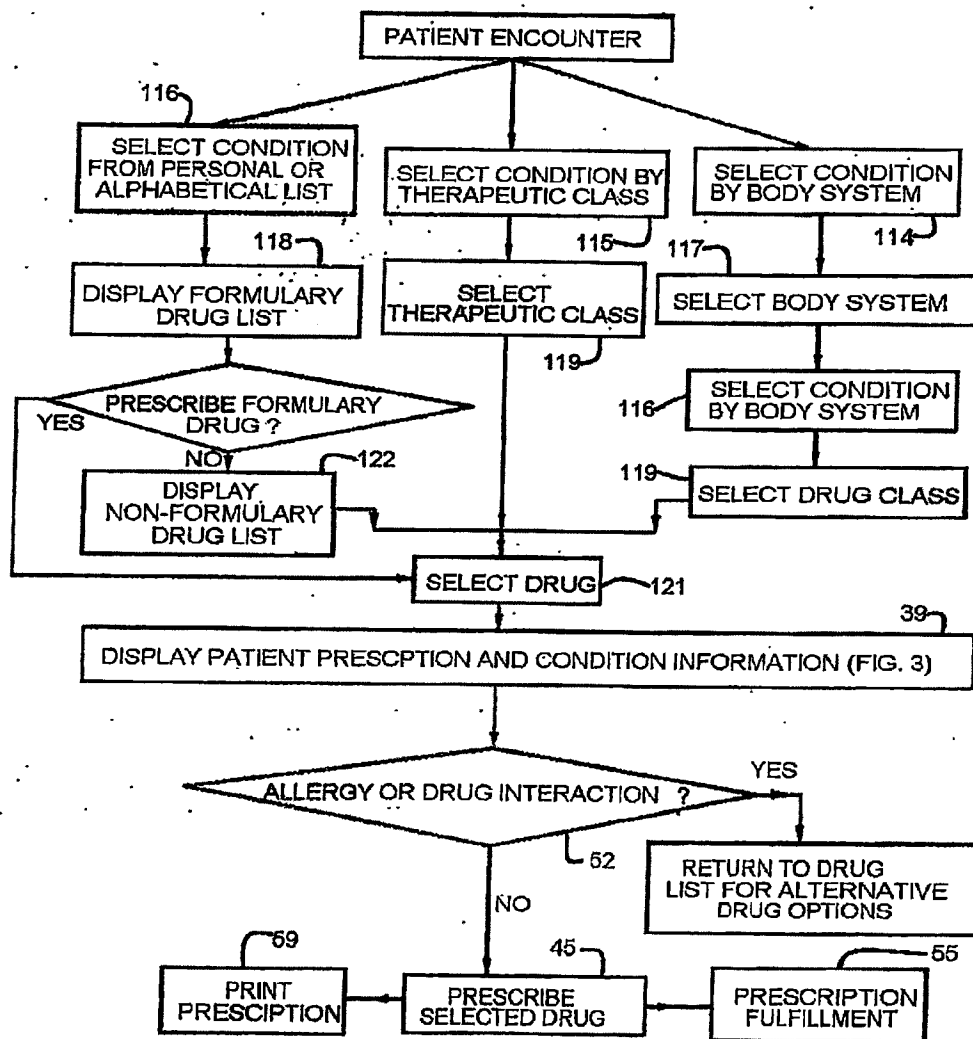 PATIENT ENCOUNTER
116
SELECT CONDITION
FROM PERSONAL OR
ALPHABETICAL LIST
SELECT CONDITION BY
THERAPEUTIC CLASS
115
SELECT CONDITION
BY BODY SYSTEM
114
118
DISPLAY FORMULARY
DRUG LIST
SELECT
THERAPEUTIC CLASS
119
117
SELECT BODY SYSTEM
116
SELECT CONDITION
BY BODY SYSTEM
YES
PRESCRIBE FORMULARY
DRUG ?
NO
122
DISPLAY
NON-FORMULARY
DRUG LIST
119
SELECT DRUG CLASS
SELECT DRUG
121
39
DISPLAY PATIENT PRESCPTION AND CONDITION INFORMATION (FIG. 3)
ALLERGY OR DRUG INTERACTION ?
YES
52
NO
RETURN TO DRUG
LIST FOR ALTERNATIVE
DRUG OPTIONS
59
PRINT
PRESCIPTION
45
PRESCRIBE
SELECTED DRUG
55
PRESCRIPTION
FULFILLMENT